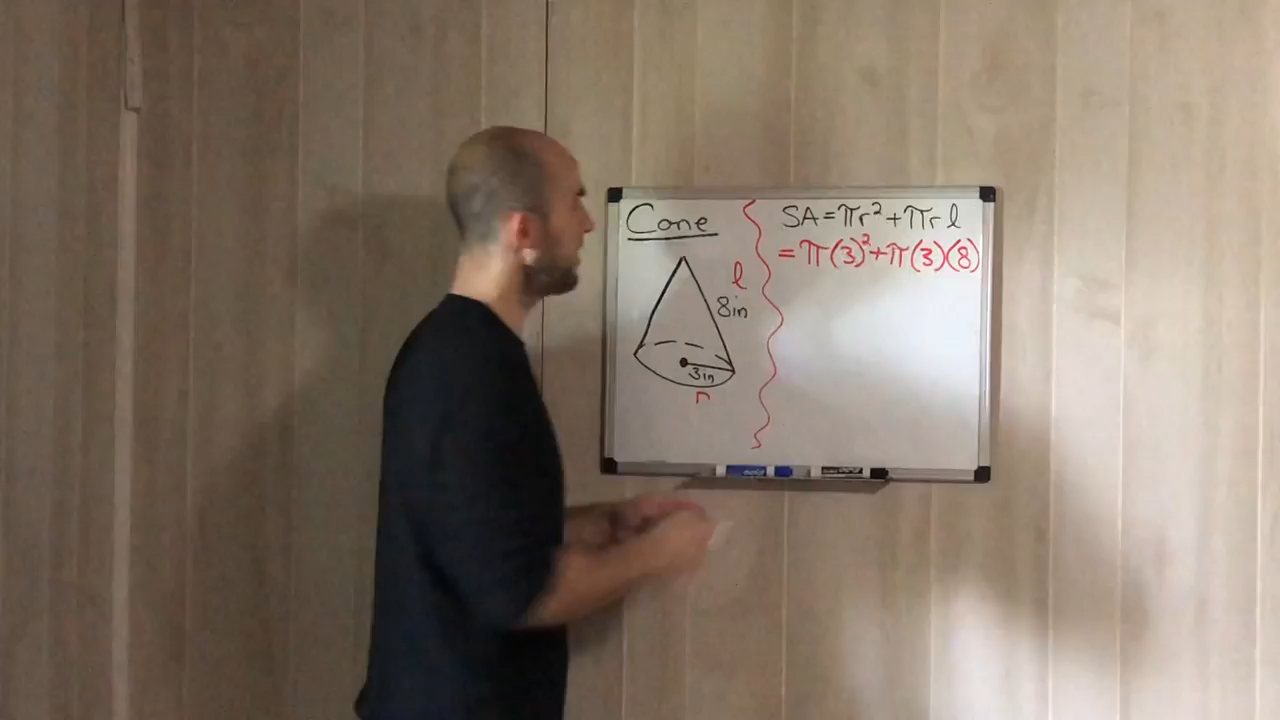 Cone
l
8in
3in
r
SA=πr²+πrl
=π(3)²+π(3)(8)